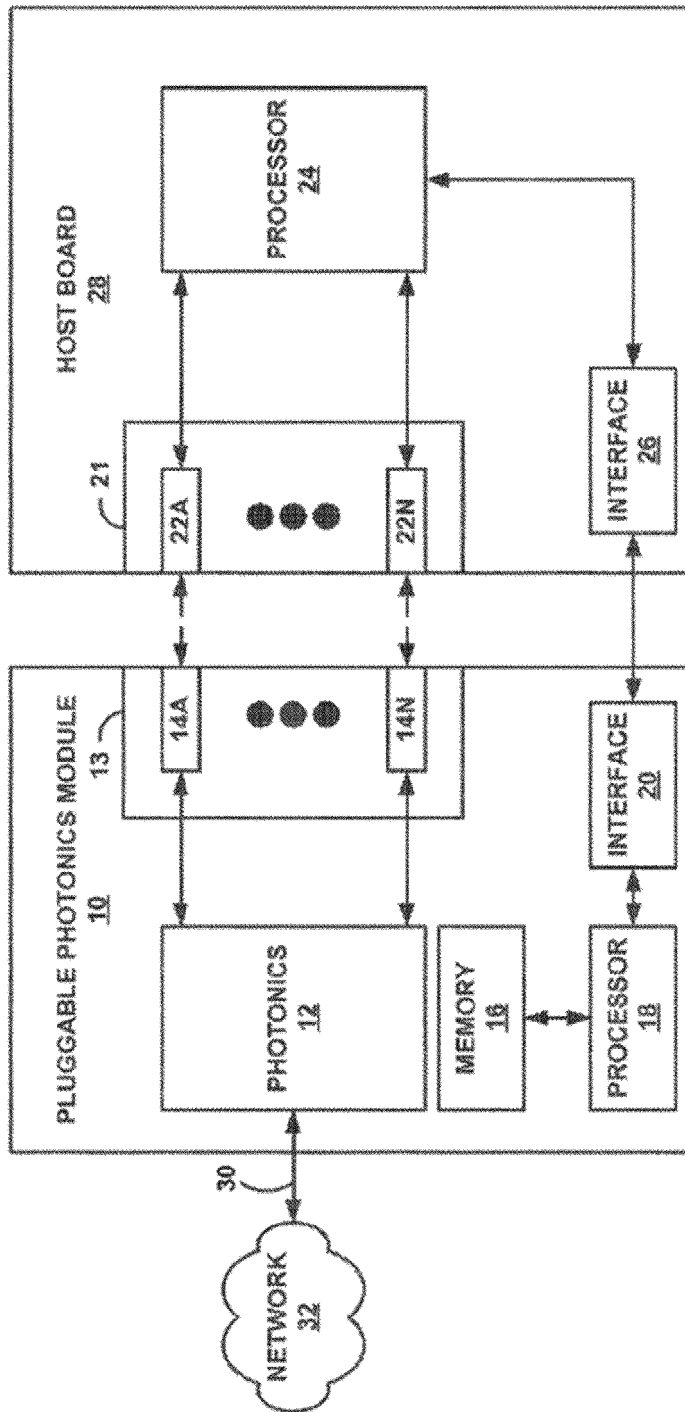 NETWORK
32
30
PLUGGABLE PHOTONICS MODULE
10
PHOTONICS
12
13
14A
14N
MEMORY
16
PROCESSOR
18
INTERFACE
20
HOST BOARD
28
21
22A
22N
PROCESSOR
24
INTERFACE
26